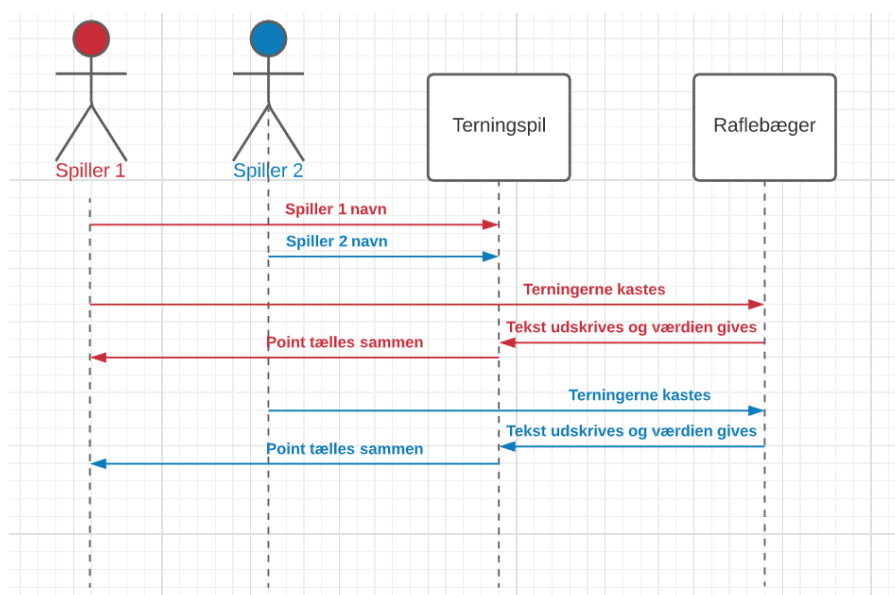 Spiller 1
Spiller 2
Terningspil
Raflebæger
Spiller 1 navn
Spiller 2 navn
Terningerne kastes
Tekst udskrives og værdien gives
Point tælles sammen
Terningerne kastes
Tekst udskrives og værdien gives
Point tælles sammen